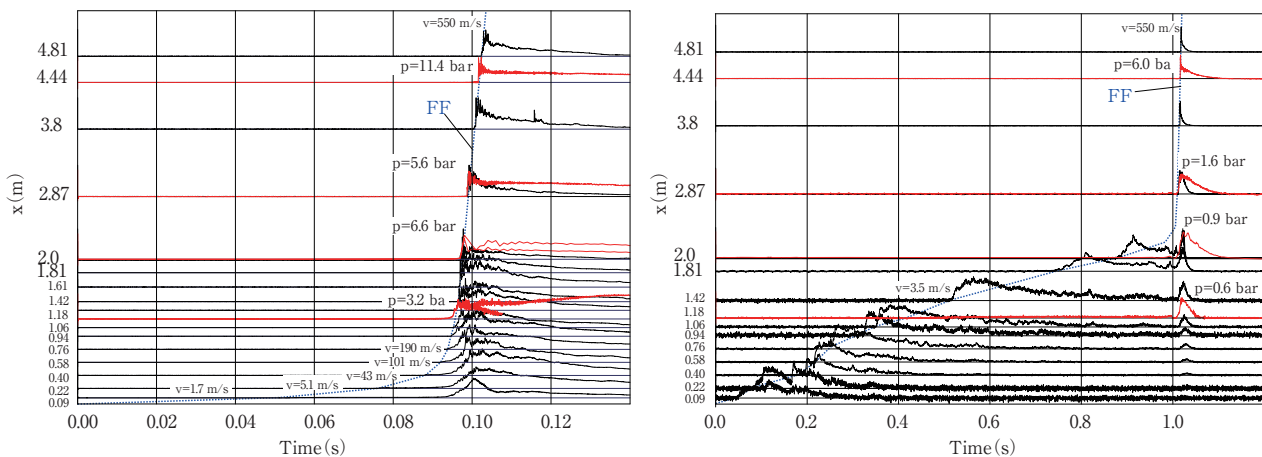 v=550 m/s
4.81
p=11.4 bar
4.44
FF
3.8
p=5.6 bar
2.87
p=6.6 bar
2.0
1.81
1.61
1.42
p=3.2 ba
1.18
1.06
0.94
v=190 m/s
0.76
v=101 m/s
0.58
v=43 m/s
0.40
v=1.7 m/s
v=5.1 m/s
0.22
0.09
x (m)
0.00 0.02 0.04 0.06 0.08 0.10 0.12
Time (s)
v=550 m/s
4.81
p=6.0 ba
4.44
FF
3.8
p=1.6 bar
2.87
p=0.9 bar
2.0
1.81
v=3.5 m/s
p=0.6 bar
1.42
1.18
1.06
0.94
0.76
0.58
0.40
0.22
0.09
x (m)
0.0 0.2 0.4 0.6 0.8 1.0
Time (s)